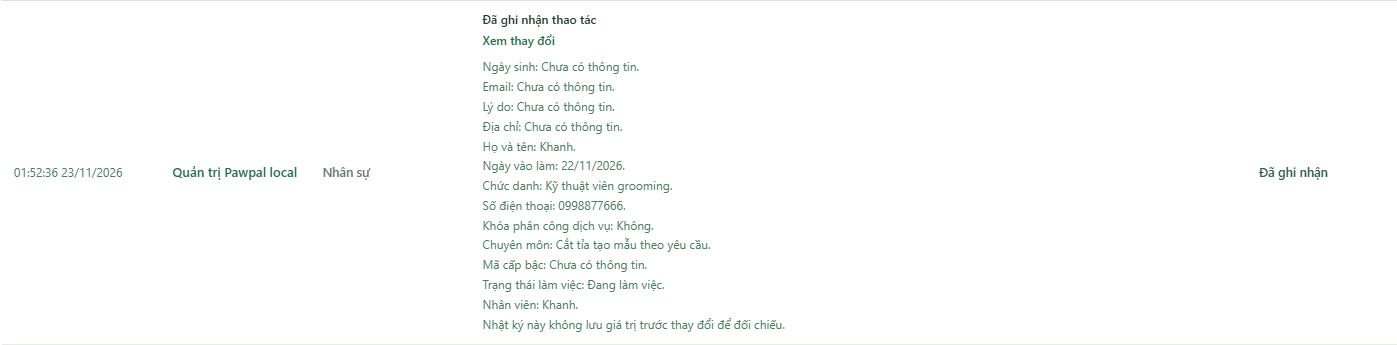 Đã ghi nhận thao tác
Xem thay đổi
Ngày sinh: Chưa có thông tin.
Email: Chưa có thông tin.
Lý do: Chưa có thông tin.
Địa chỉ: Chưa có thông tin.
Họ và tên: Khanh.
Ngày vào làm: 22/11/2026.
01:52:36 23/11/2026 Quản trị Pawpal local Nhân sự Đã ghi nhận
Chức danh: Kỹ thuật viên grooming.
Số điện thoại: 0998877666.
Khóa phân công dịch vụ: Không.
Chuyên môn: Cắt tỉa tạo mẫu theo yêu cầu.
Mã cấp bậc: Chưa có thông tin.
Trạng thái làm việc: Đang làm việc.
Nhân viên: Khanh.
Nhật ký này không lưu giá trị trước thay đổi để đối chiếu.